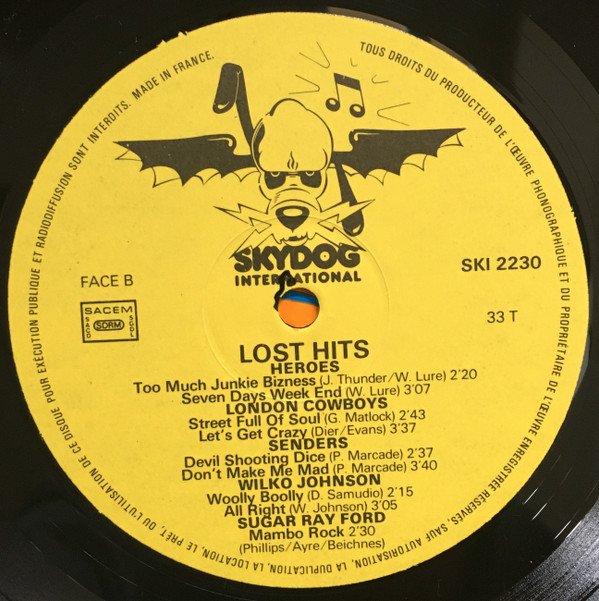 TOUS DROITS DU PRODUCTEUR DE L'ŒUVRE PHONOGRAPHIQUE ET DU PROPRIÉTAIRE DE L'ŒUVRE ENREGISTRÉE RÉSERVÉS, SAUF AUTORISATION, LA DUPLICATION, LA LOCATION, LE PRET, OU L'UTILISATION DE CE DISQUE POUR EXECUTION PUBLIQUE ET RADIODIFFUSION SONT INTERDITS. MADE IN FRANCE.
SKYDOG
INTERNATIONAL
FACE B
SKI 2230
SACEM
SACD SDRM SGDL
33 T
LOST HITS
HEROES
Too Much Junkie Bizness (J. Thunder/W. Lure) 2'20
Seven Days Week End (W. Lure) 3'07
LONDON COWBOYS
Street Full Of Soul (G. Matlock) 2'43
Let's Get Crazy (Dier/Evans) 3'37
SENDERS
Devil Shooting Dice (P. Marcade) 2'37
Don't Make Me Mad (P. Marcade) 3'40
WILKO JOHNSON
Woolly Boolly (D. Samudio) 2'15
All Right (W. Johnson) 3'05
SUGAR RAY FORD
Mambo Rock 2'30
(Phillips/Ayre/Beichnes)